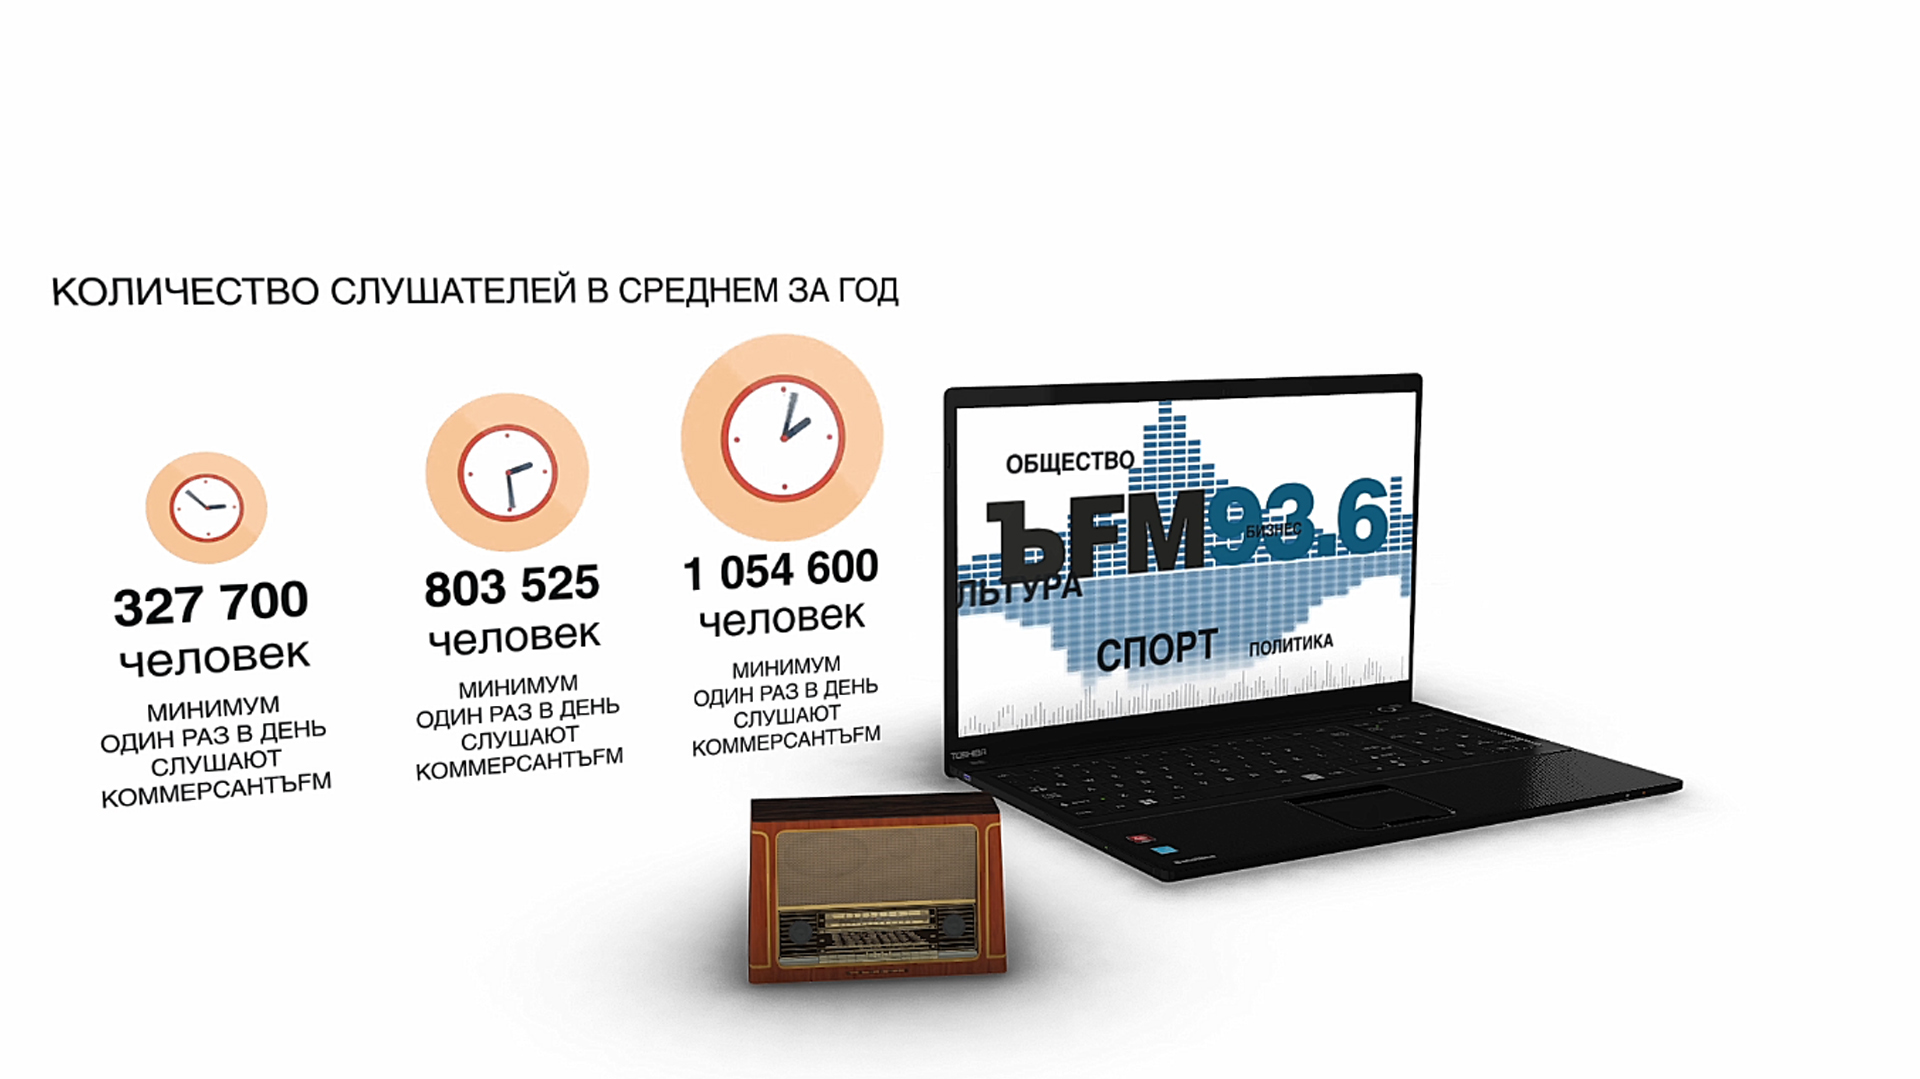 КОЛИЧЕСТВО СЛУШАТЕЛЕЙ В СРЕДНЕМ ЗА ГОД
327 700
человек
МИНИМУМ
ОДИН РАЗ В ДЕНЬ
СЛУШАЮТ
КОММЕРСАНТЪFM
803 525
человек
МИНИМУМ
ОДИН РАЗ В ДЕНЬ
СЛУШАЮТ
КОММЕРСАНТЪFM
1 054 600
человек
МИНИМУМ
ОДИН РАЗ В ДЕНЬ
СЛУШАЮТ
КОММЕРСАНТЪFM
ОБЩЕСТВО
ЪFM93.6
БИЗНЕС
ЛЬТУРА
СПОРТ
ПОЛИТИКА
TOSHIBA